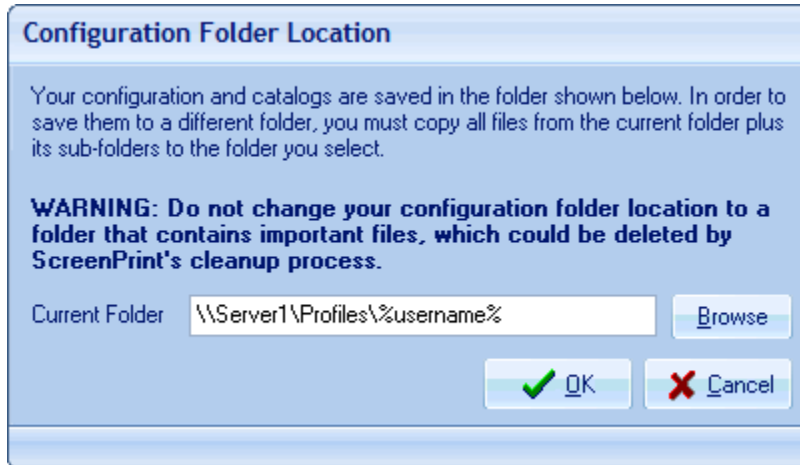 Configuration Folder Location
Your configuration and catalogs are saved in the folder shown below. In order to
save them to a different folder, you must copy all files from the current folder plus
its sub-folders to the folder you select.
WARNING: Do not change your configuration folder location to a
folder that contains important files, which could be deleted by
ScreenPrint's cleanup process.
Current Folder \\Server1\Profiles\%username% Browse
OK Cancel